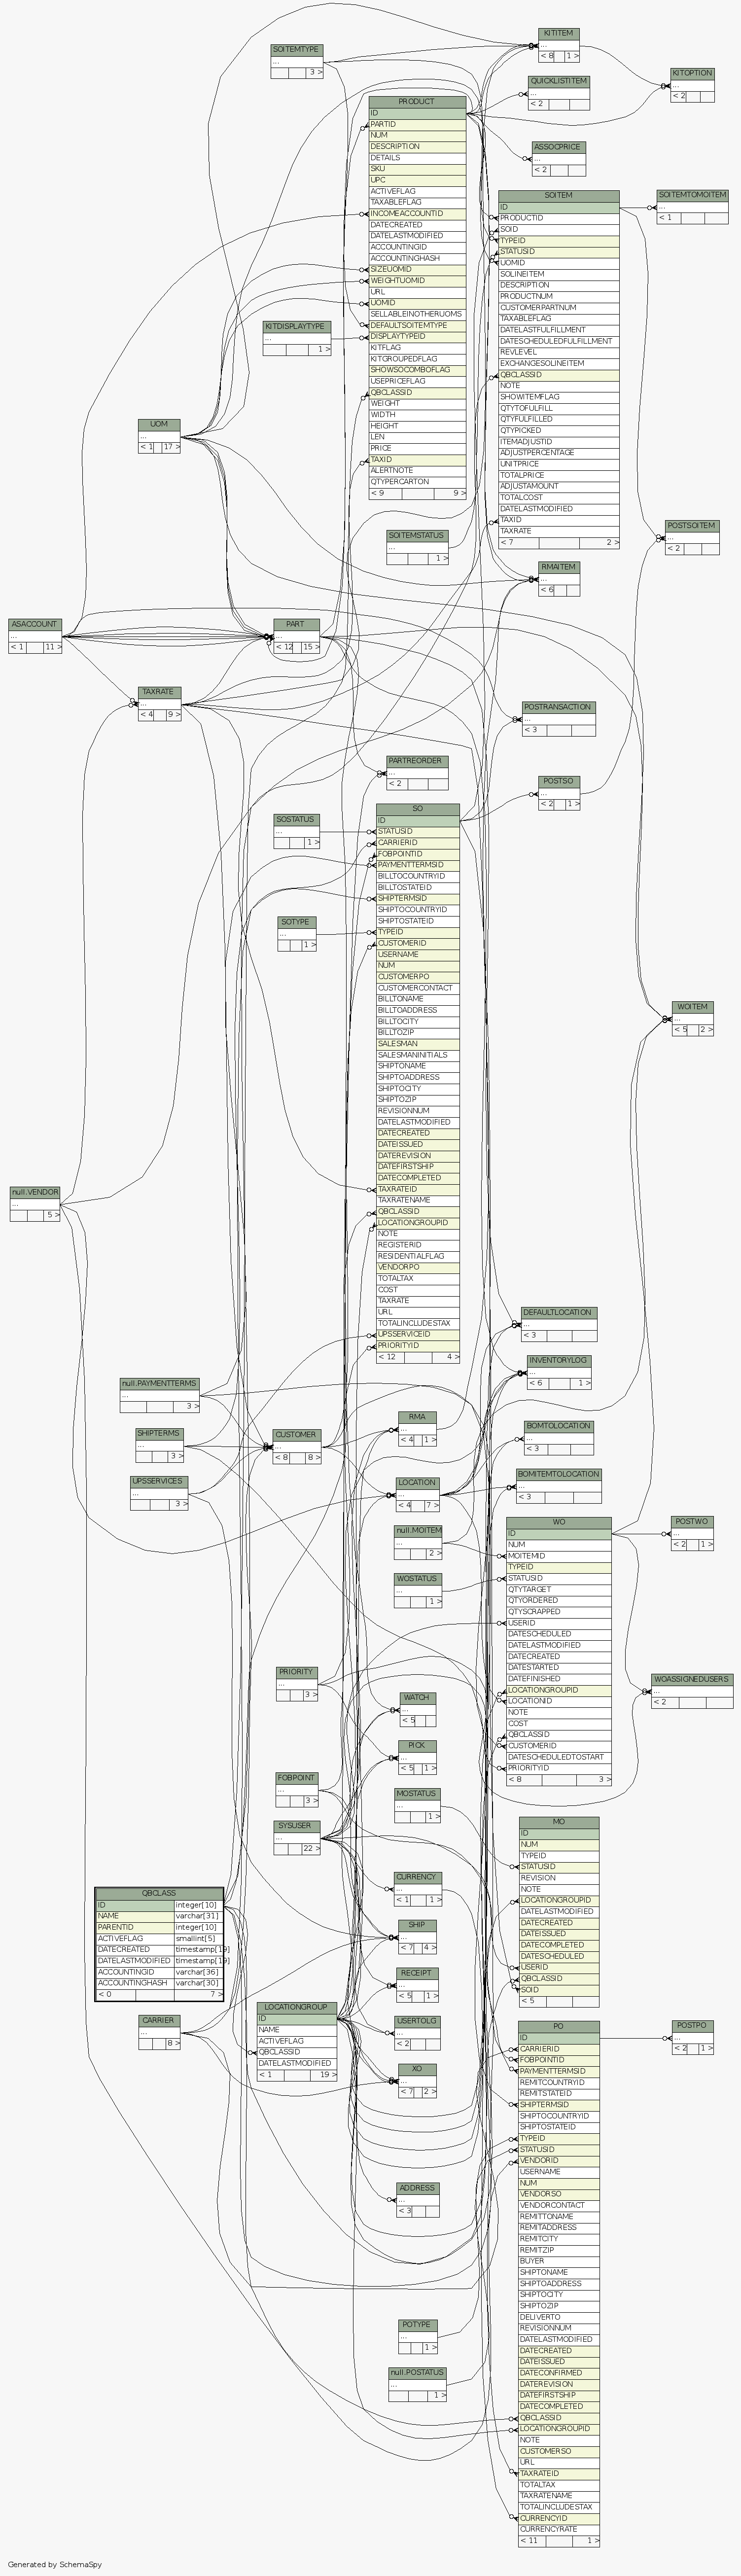 KITITEM
...
< 8 1 >
SOITEMTYPE
...
3 >
KITOPTION
...
< 2
QUICKLISTITEM
...
< 2
PRODUCT
ID
PARTID
NUM
DESCRIPTION
DETAILS
SKU
UPC
ACTIVEFLAG
TAXABLEFLAG
INCOMEACCOUNTID
DATECREATED
DATELASTMODIFIED
ACCOUNTINGID
ACCOUNTINGHASH
SIZEUOMID
WEIGHTUOMID
URL
UOMID
SELLABLEINOTHERUOMS
DEFAULTSOITEMTYPE
DISPLAYTYPEID
KITFLAG
KITGROUPEDFLAG
SHOWSOCOMBOFLAG
USEPRICEFLAG
QBCLASSID
WEIGHT
WIDTH
HEIGHT
LEN
PRICE
TAXID
ALERTNOTE
QTYPERCARTON
< 9 9 >
ASSOCPRICE
...
< 2
SOITEM
ID
PRODUCTID
SOID
TYPEID
STATUSID
UOMID
SOLINEITEM
DESCRIPTION
PRODUCTNUM
CUSTOMERPARTNUM
TAXABLEFLAG
DATELASTFULFILLMENT
DATESCHEDULEDFULFILLMENT
REVLEVEL
EXCHANGESOLINEITEM
QBCLASSID
NOTE
SHOWITEMFLAG
QTYTOFULFILL
QTYFULFILLED
QTYPICKED
ITEMADJUSTID
ADJUSTPERCENTAGE
UNITPRICE
TOTALPRICE
ADJUSTAMOUNT
TOTALCOST
DATELASTMODIFIED
TAXID
TAXRATE
< 7 2 >
SOITEMTOMOITEM
...
< 1
KITDISPLAYTYPE
...
1 >
UOM
...
< 1 17 >
SOITEMSTATUS
...
1 >
POSTSOITEM
...
< 2
RMAITEM
...
< 6
ASACCOUNT
...
< 1 11 >
PART
...
< 12 15 >
TAXRATE
...
< 4 9 >
POSTRANSACTION
...
< 3
PARTREORDER
...
< 2
POSTSO
...
< 2 1 >
SOSTATUS
...
1 >
SO
ID
STATUSID
CARRIERID
FOBPOINTID
PAYMENTTERMSID
BILLTOCOUNTRYID
BILLTOSTATEID
SHIPTERMSID
SHIPTOCOUNTRYID
SHIPTOSTATEID
TYPEID
CUSTOMERID
USERNAME
NUM
CUSTOMERPO
CUSTOMERCONTACT
BILLTONAME
BILLTOADDRESS
BILLTOCITY
BILLTOZIP
SALESMAN
SALESMANINITIALS
SHIPTONAME
SHIPTOADDRESS
SHIPTOCITY
SHIPTOZIP
REVISIONNUM
DATELASTMODIFIED
DATECREATED
DATEISSUED
DATEREVISION
DATEFIRSTSHIP
DATECOMPLETED
TAXRATEID
TAXRATENAME
QBCLASSID
LOCATIONGROUPID
NOTE
REGISTERID
RESIDENTIALFLAG
VENDORPO
TOTALTAX
COST
TAXRATE
URL
TOTALINCLUDESTAX
UPSSERVICEID
PRIORITYID
< 12 4 >
SOTYPE
...
1 >
WOITEM
...
< 5 2 >
null.VENDOR
...
5 >
DEFAULTLOCATION
...
< 3
INVENTORYLOG
...
< 6 1 >
null.PAYMENTTERMS
...
3 >
SHIPTERMS
...
3 >
CUSTOMER
...
< 8 8 >
RMA
...
< 4 1 >
BOMTOLOCATION
...
< 3
UPSSERVICES
...
3 >
LOCATION
...
< 4 7 >
BOMITEMTOLOCATION
...
< 3
null.MOITEM
...
2 >
WO
ID
NUM
MOITEMID
TYPEID
STATUSID
QTYTARGET
QTYORDERED
QTYSCRAPPED
USERID
DATESCHEDULED
DATELASTMODIFIED
DATECREATED
DATESTARTED
DATEFINISHED
LOCATIONGROUPID
LOCATIONID
NOTE
COST
QBCLASSID
CUSTOMERID
DATESCHEDULEDTOSTART
PRIORITYID
< 8 3 >
POSTWO
...
< 2 1 >
WOSTATUS
...
1 >
PRIORITY
...
3 >
WOASSIGNEDUSERS
...
< 2
WATCH
...
< 5
PICK
...
< 5 1 >
FOBPOINT
...
3 >
MOSTATUS
...
1 >
SYSUSER
...
22 >
MO
ID
NUM
TYPEID
STATUSID
REVISION
NOTE
LOCATIONGROUPID
DATELASTMODIFIED
DATECREATED
DATEISSUED
DATECOMPLETED
DATESCHEDULED
USERID
QBCLASSID
SOID
< 5
CURRENCY
...
< 1 1 >
QBCLASS
ID integer[10]
NAME varchar[31]
PARENTID integer[10]
ACTIVEFLAG smallint[5]
DATECREATED timestamp[19]
DATELASTMODIFIED timestamp[19]
ACCOUNTINGID varchar[36]
ACCOUNTINGHASH varchar[30]
< 0 7 >
SHIP
...
< 7 4 >
RECEIPT
...
< 5 1 >
LOCATIONGROUP
ID
NAME
ACTIVEFLAG
QBCLASSID
DATELASTMODIFIED
< 1 19 >
CARRIER
...
8 >
USERTOLG
...
< 2
XO
...
< 7 2 >
PO
ID
CARRIERID
FOBPOINTID
PAYMENTTERMSID
REMITCOUNTRYID
REMITSTATEID
SHIPTERMSID
SHIPTOCOUNTRYID
SHIPTOSTATEID
TYPEID
STATUSID
VENDORID
USERNAME
NUM
VENDORSO
VENDORCONTACT
REMITTONAME
REMITADDRESS
REMITCITY
REMITZIP
BUYER
SHIPTONAME
SHIPTOADDRESS
SHIPTOCITY
SHIPTOZIP
DELIVERTO
REVISIONNUM
DATELASTMODIFIED
DATECREATED
DATEISSUED
DATECONFIRMED
DATEREVISION
DATEFIRSTSHIP
DATECOMPLETED
QBCLASSID
LOCATIONGROUPID
NOTE
CUSTOMERSO
URL
TAXRATEID
TOTALTAX
TAXRATENAME
TOTALINCLUDESTAX
CURRENCYID
CURRENCYRATE
< 11 1 >
POSTPO
...
< 2 1 >
ADDRESS
...
< 3
POTYPE
...
1 >
null.POSTATUS
...
1 >
Generated by SchemaSpy